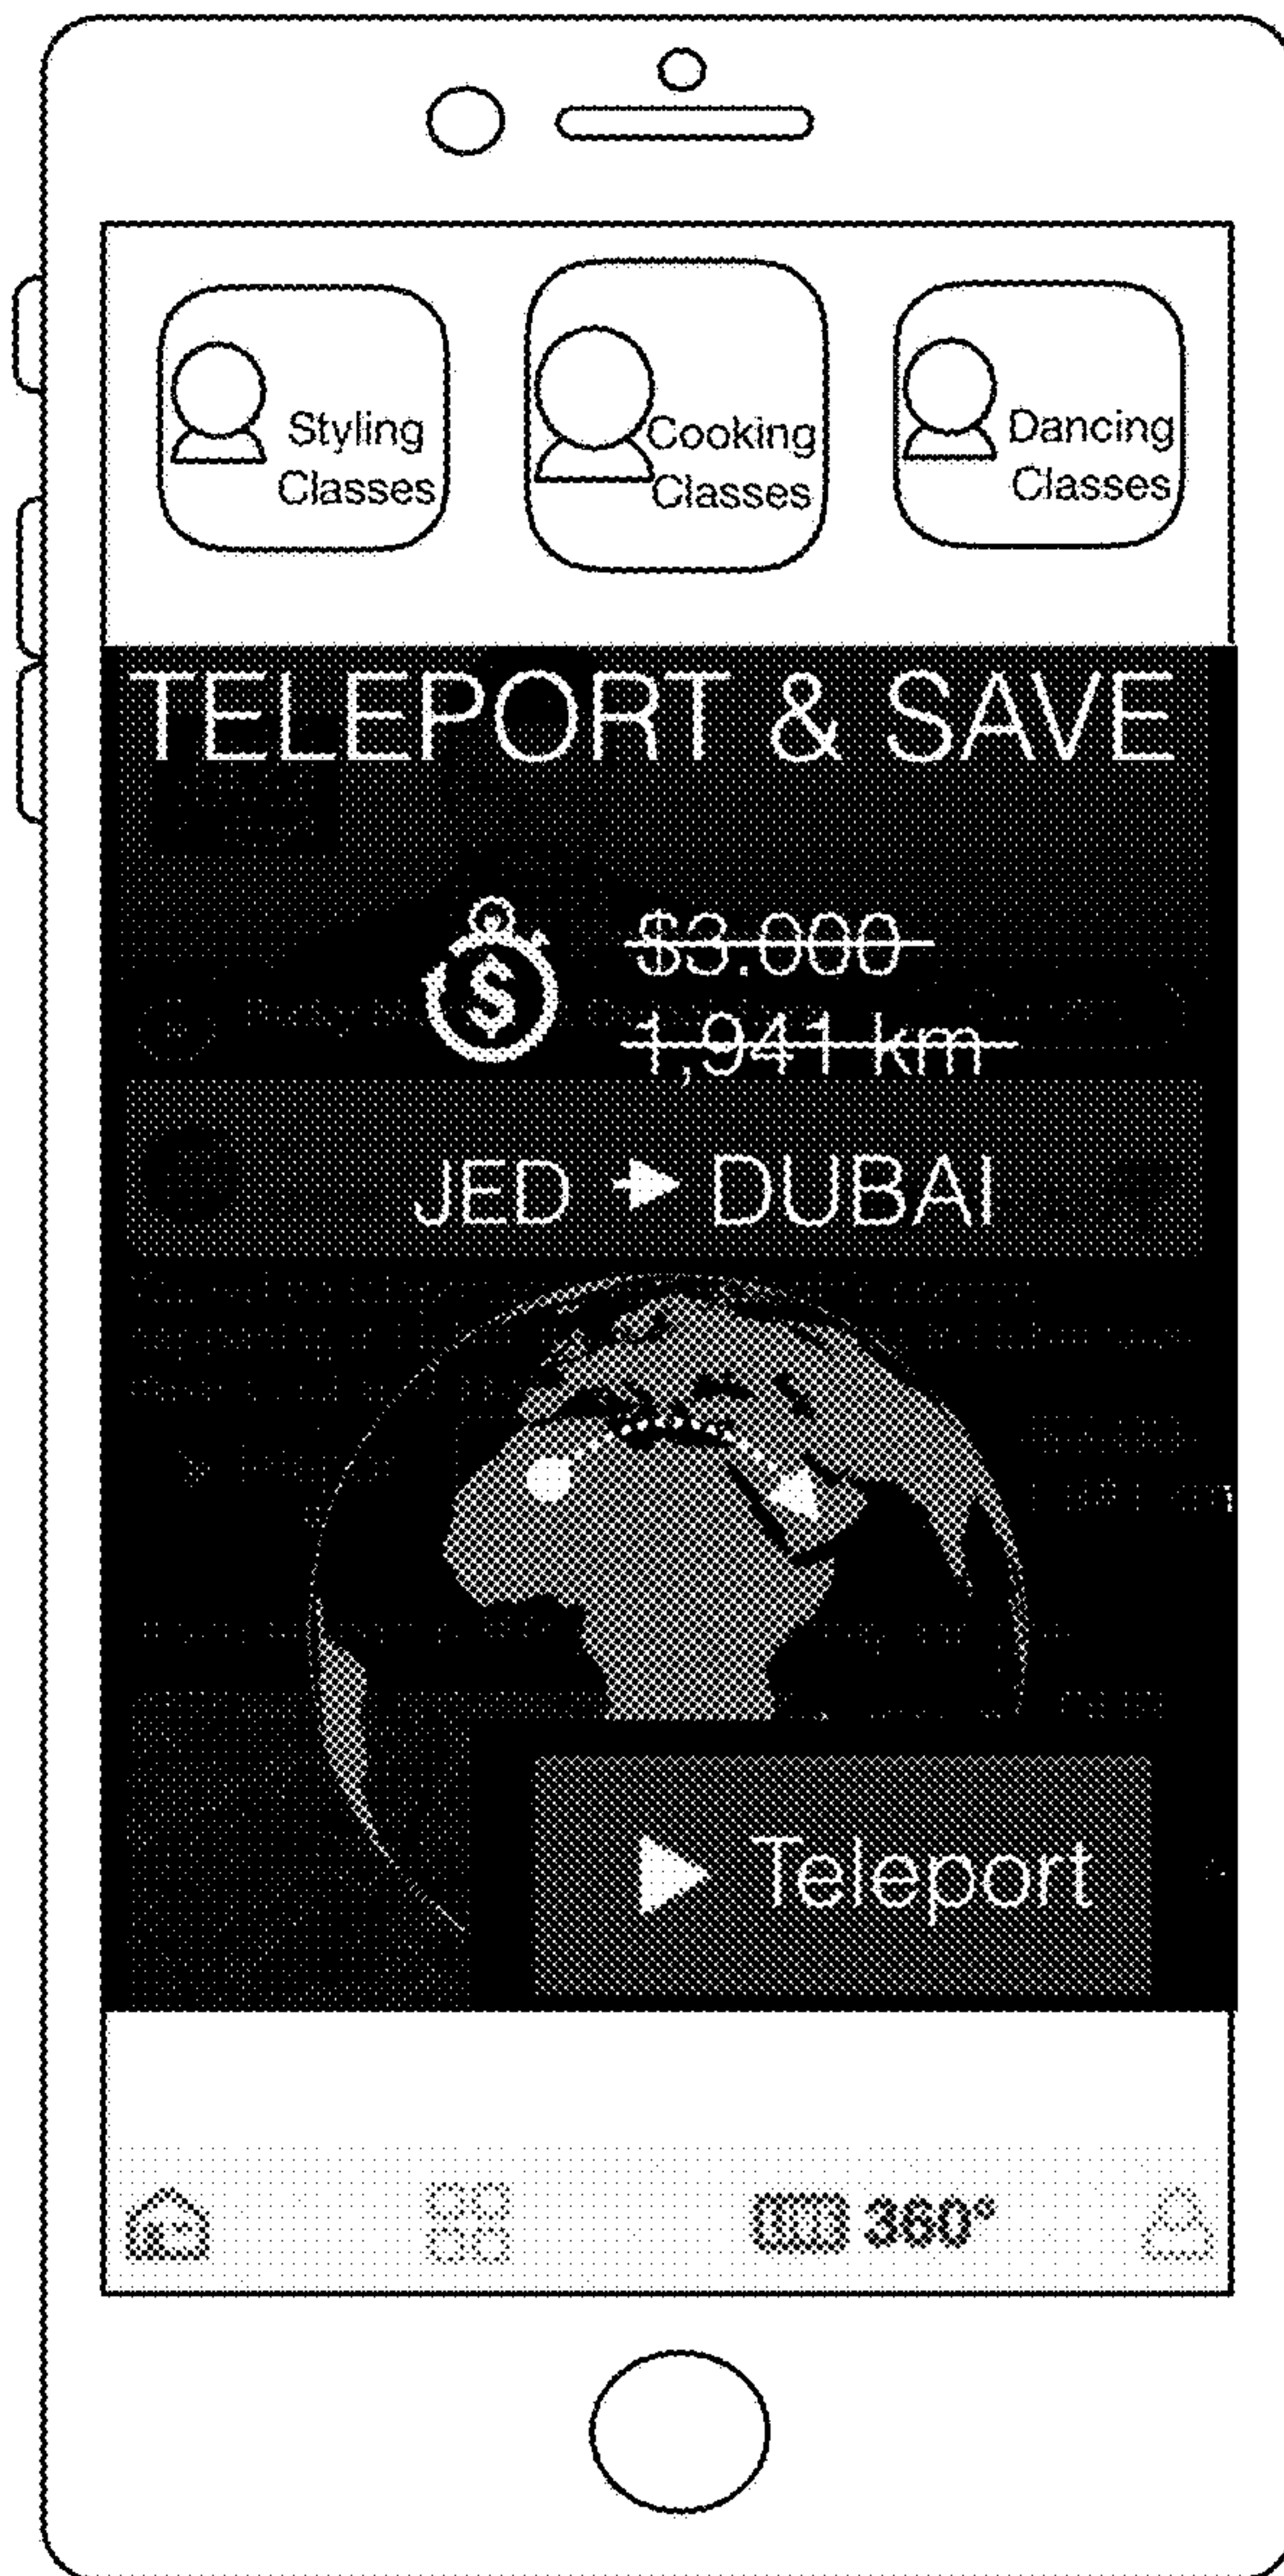 Styling
Classes
Cooking
Classes
Dancing
Classes
TELEPORT & SAVE
$3.000
1,941 km
JED → DUBAI
Teleport
360°